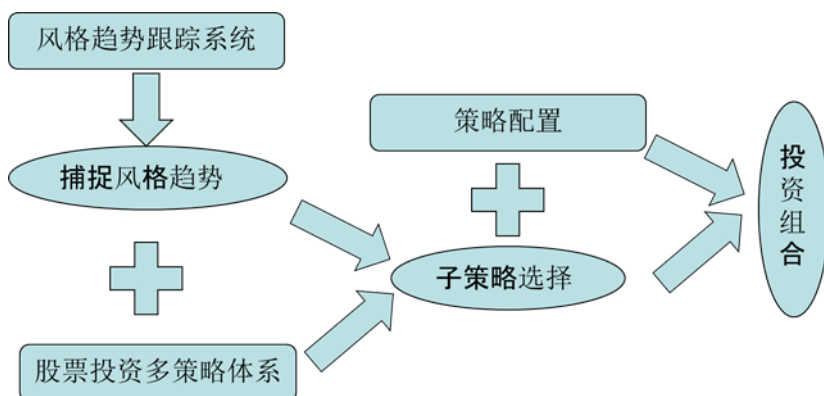 风格趋势跟踪系统
策略配置
捕捉风格趋势
子策略选择
股票投资多策略体系
投资组合